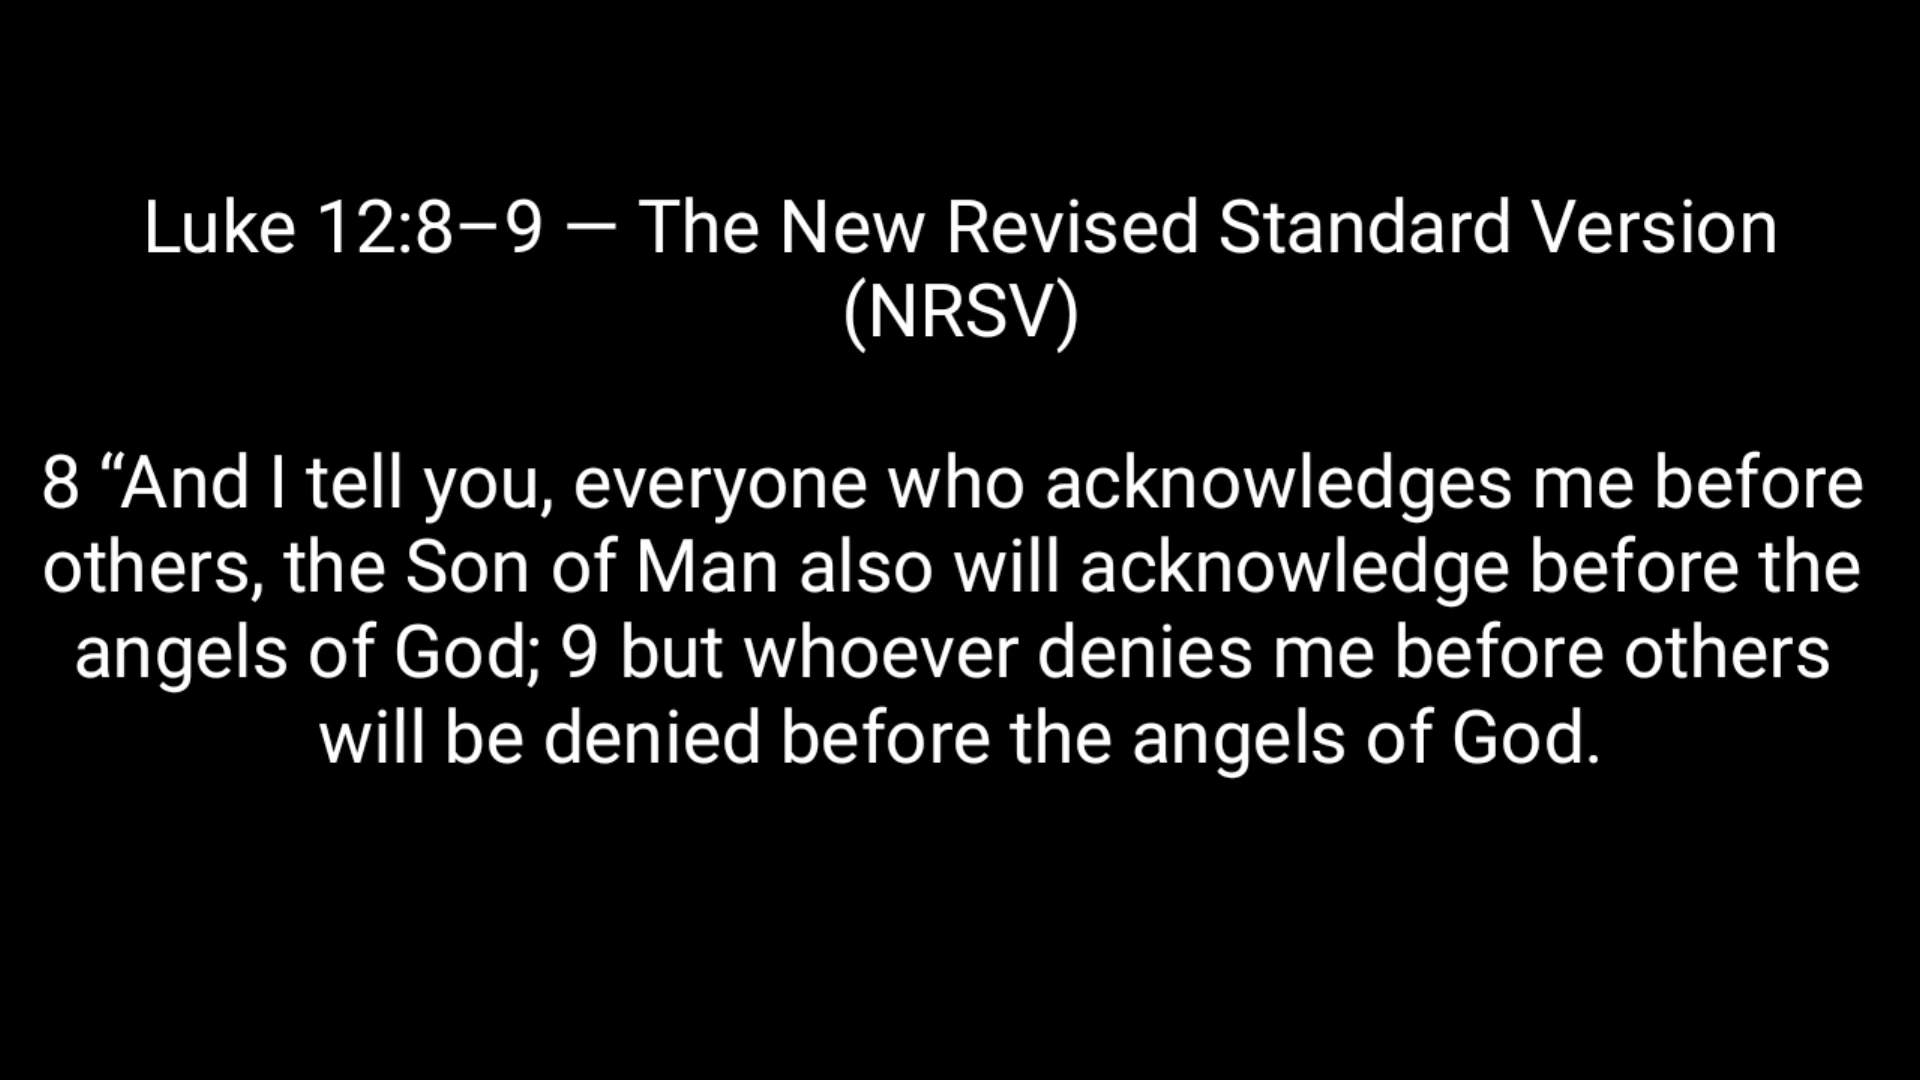 Luke 12:8–9 — The New Revised Standard Version
(NRSV)
8 “And I tell you, everyone who acknowledges me before
others, the Son of Man also will acknowledge before the
angels of God; 9 but whoever denies me before others
will be denied before the angels of God.